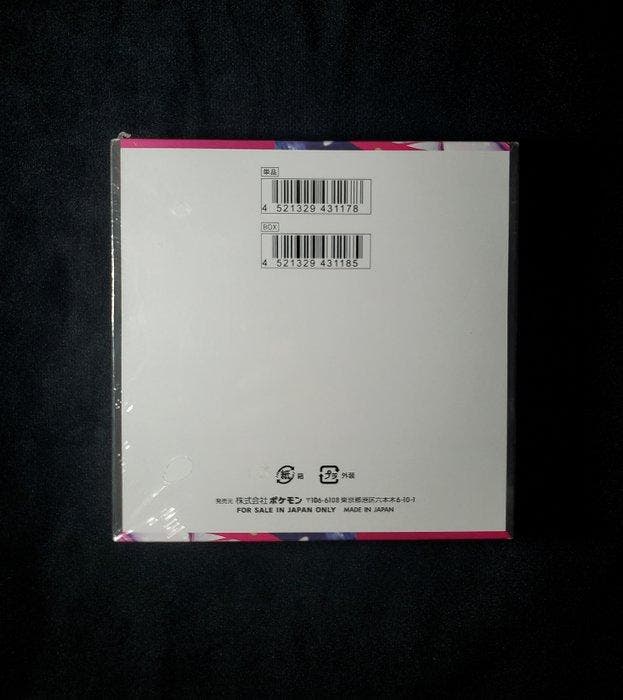 単品
4 521329 431178
BOX
4 521329 431185
紙 箱 プラ 外装
発売元 株式会社ポケモン 〒106-6108 東京都港区六本木6-10-1
FOR SALE IN JAPAN ONLY MADE IN JAPAN